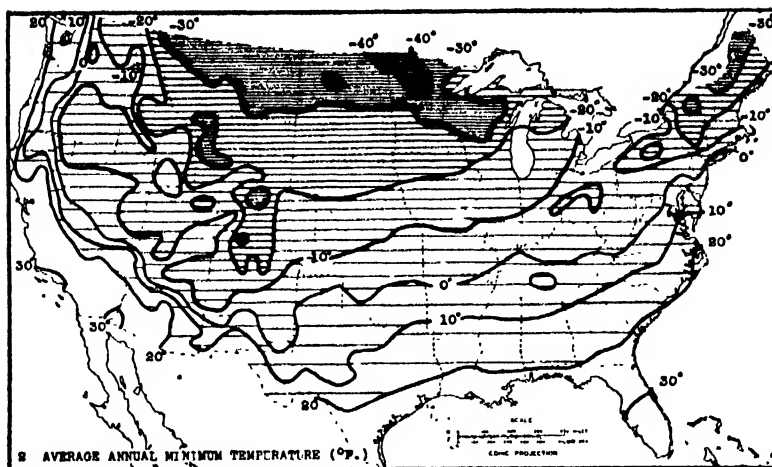 20° 10° -20° -30°
-40° -40° -30°
-30°
-10°
-20° -10°
-20° -10° -10° 0°
10°
20°
-10°
0°
10°
30°
30°
20°
20
30°
SCALE
CONIC PROJECTION
2 AVERAGE ANNUAL MINIMUM TEMPERATURE (°F.)